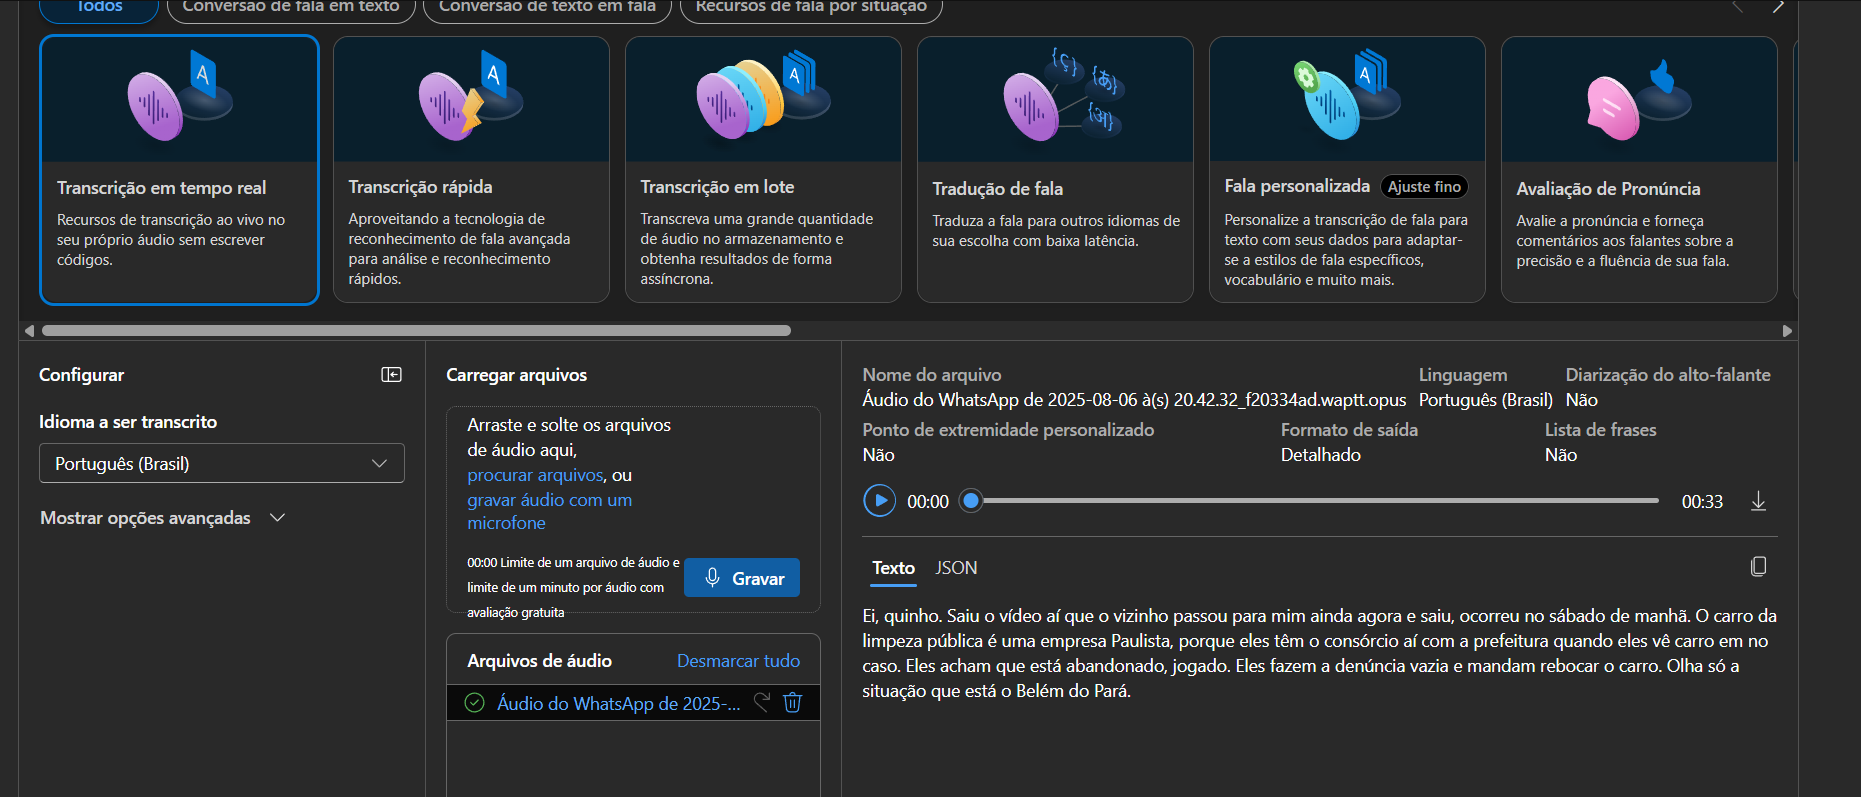 Todos
Conversão de fala em texto
Conversão de texto em fala
Recursos de fala por situação
Transcrição em tempo real
Recursos de transcrição ao vivo no
seu próprio áudio sem escrever
códigos.
Transcrição rápida
Aproveitando a tecnologia de
reconhecimento de fala avançada
para análise e reconhecimento
rápidos.
Transcrição em lote
Transcreva uma grande quantidade
de áudio no armazenamento e
obtenha resultados de forma
assíncrona.
Tradução de fala
Traduza a fala para outros idiomas de
sua escolha com baixa latência.
Fala personalizada Ajuste fino
Personalize a transcrição de fala para
texto com seus dados para adaptar-
se a estilos de fala específicos,
vocabulário e muito mais.
Avaliação de Pronúncia
Avalie a pronúncia e forneça
comentários aos falantes sobre a
precisão e a fluência de sua fala.
Configurar
Idioma a ser transcrito
Português (Brasil)
Mostrar opções avançadas
Carregar arquivos
Arraste e solte os arquivos
de áudio aqui,
procurar arquivos, ou
gravar áudio com um
microfone
00:00 Limite de um arquivo de áudio e
limite de um minuto por áudio com
avaliação gratuita
Gravar
Arquivos de áudio Desmarcar tudo
Áudio do WhatsApp de 2025-...
Nome do arquivo
Áudio do WhatsApp de 2025-08-06 à(s) 20.42.32_f20334ad.waptt.opus
Linguagem
Português (Brasil)
Diarização do alto-falante
Não
Ponto de extremidade personalizado
Não
Formato de saída
Detalhado
Lista de frases
Não
00:00 00:33
Texto JSON
Ei, quinho. Saiu o vídeo aí que o vizinho passou para mim ainda agora e saiu, ocorreu no sábado de manhã. O carro da
limpeza pública é uma empresa Paulista, porque eles têm o consórcio aí com a prefeitura quando eles vê carro em no
caso. Eles acham que está abandonado, jogado. Eles fazem a denúncia vazia e mandam rebocar o carro. Olha só a
situação que está o Belém do Pará.